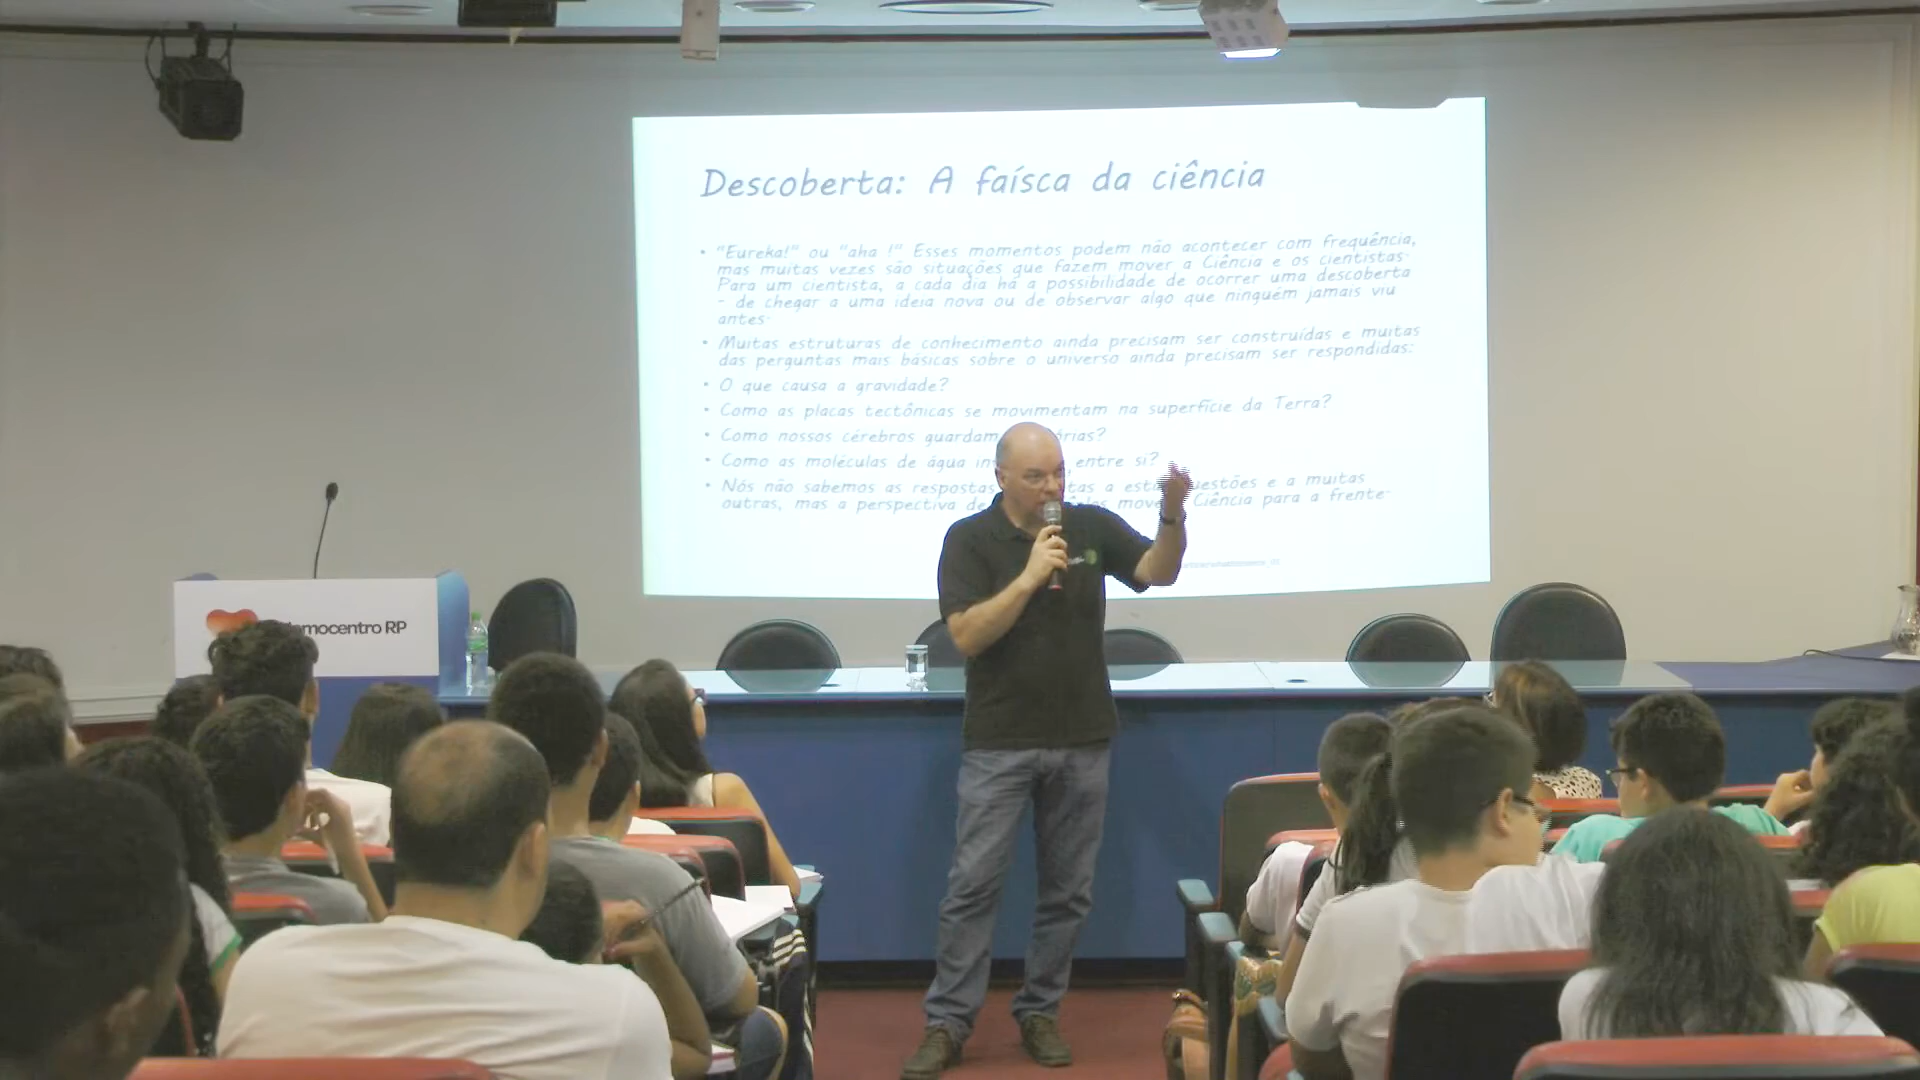 Descoberta: A faísca da ciência
• "Eureka!" ou "aha !" Esses momentos podem não acontecer com frequência,
mas muitas vezes são situações que fazem mover a Ciência e os cientistas.
Para um cientista, a cada dia há a possibilidade de ocorrer uma descoberta
- de chegar a uma ideia nova ou de observar algo que ninguém jamais viu
antes.
• Muitas estruturas de conhecimento ainda precisam ser construídas e muitas
das perguntas mais básicas sobre o universo ainda precisam ser respondidas:
• O que causa a gravidade?
• Como as placas tectônicas se movimentam na superfície da Terra?
• Como nossos cérebros guardam
• Como as moléculas de água entre si?
• Nós não sabemos as respostas a e a muitas
outras, mas a perspectiva de Ciência para a frente.
RP